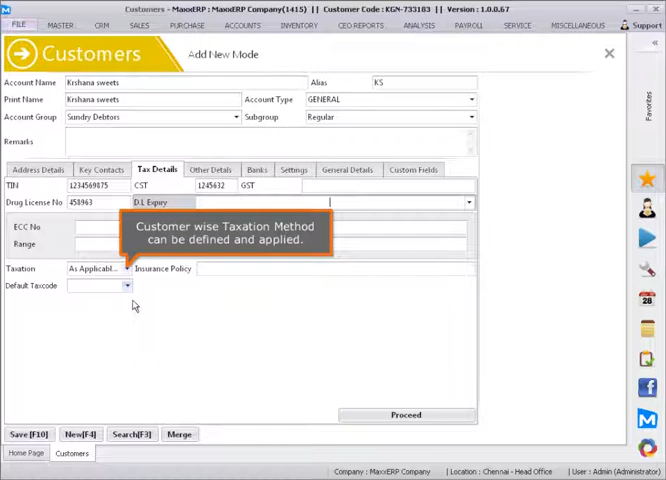 Customers - MaxxERP : MaxxERP Company(1415) || Customer Code : KGN-733183 || Version : 1.0.0.67
FILE MASTER CRM SALES PURCHASE ACCOUNTS INVENTORY CEO REPORTS ANALYSIS PAYROLL SERVICE MISCELLANEOUS Support
Customers Add New Mode
Account Name Krshana sweets Alias KS
Print Name Krshana sweets Account Type GENERAL
Account Group Sundry Debtors Subgroup Regular
Remarks
Address Details Key Contacts Tax Details Other Detals Banks Settings General Details Custom Fields
TIN 1234569875 CST 1245632 GST
Drug License No 458963 D.L Expiry
ECC No
Range
Customer wise Taxation Method
can be defined and applied.
Taxation As Applicabl... Insurance Policy
Default Taxcode
Proceed
Save [F10] New[F4] Search[F3] Merge
Home Page Customers
Company : MaxxERP Company | Location : Chennai - Head Office | User : Admin (Administrator)
Favorites
28